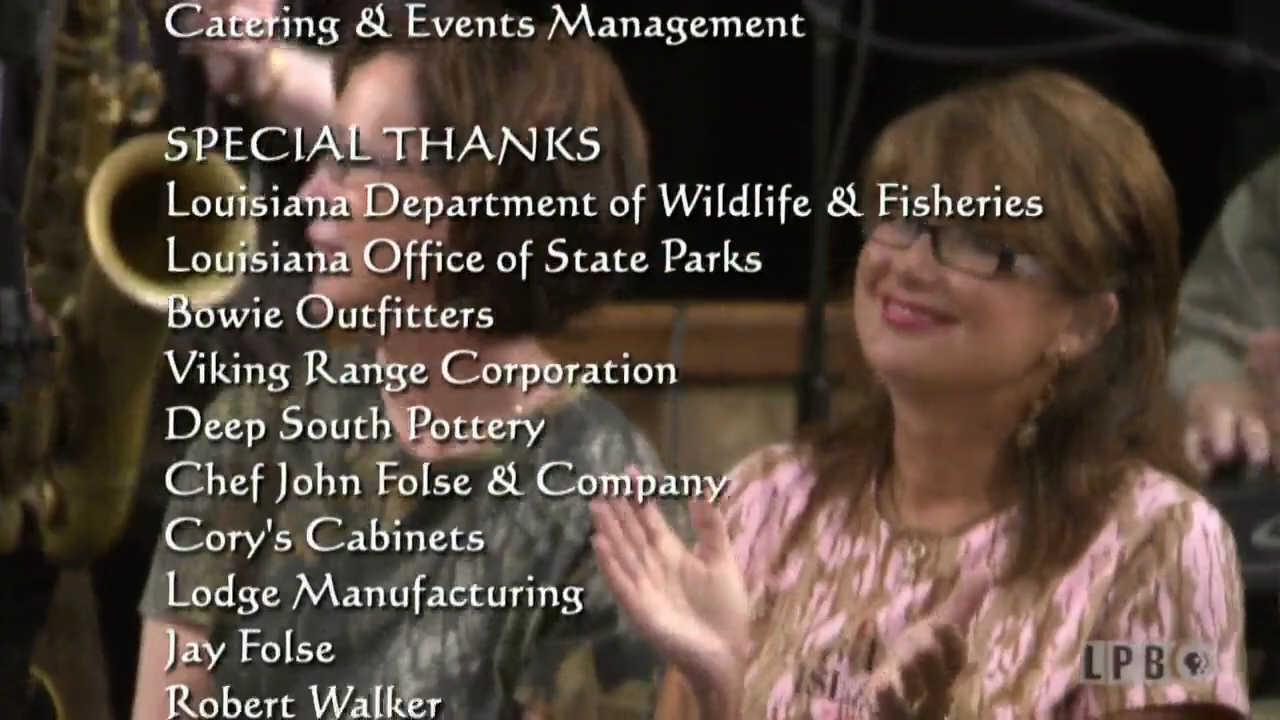 Catering & Events Management
SPECIAL THANKS
Louisiana Department of Wildlife & Fisheries
Louisiana Office of State Parks
Bowie Outfitters
Viking Range Corporation
Deep South Pottery
Chef John Folse & Company
Cory's Cabinets
Lodge Manufacturing
Jay Folse
Robert Walker
LPB